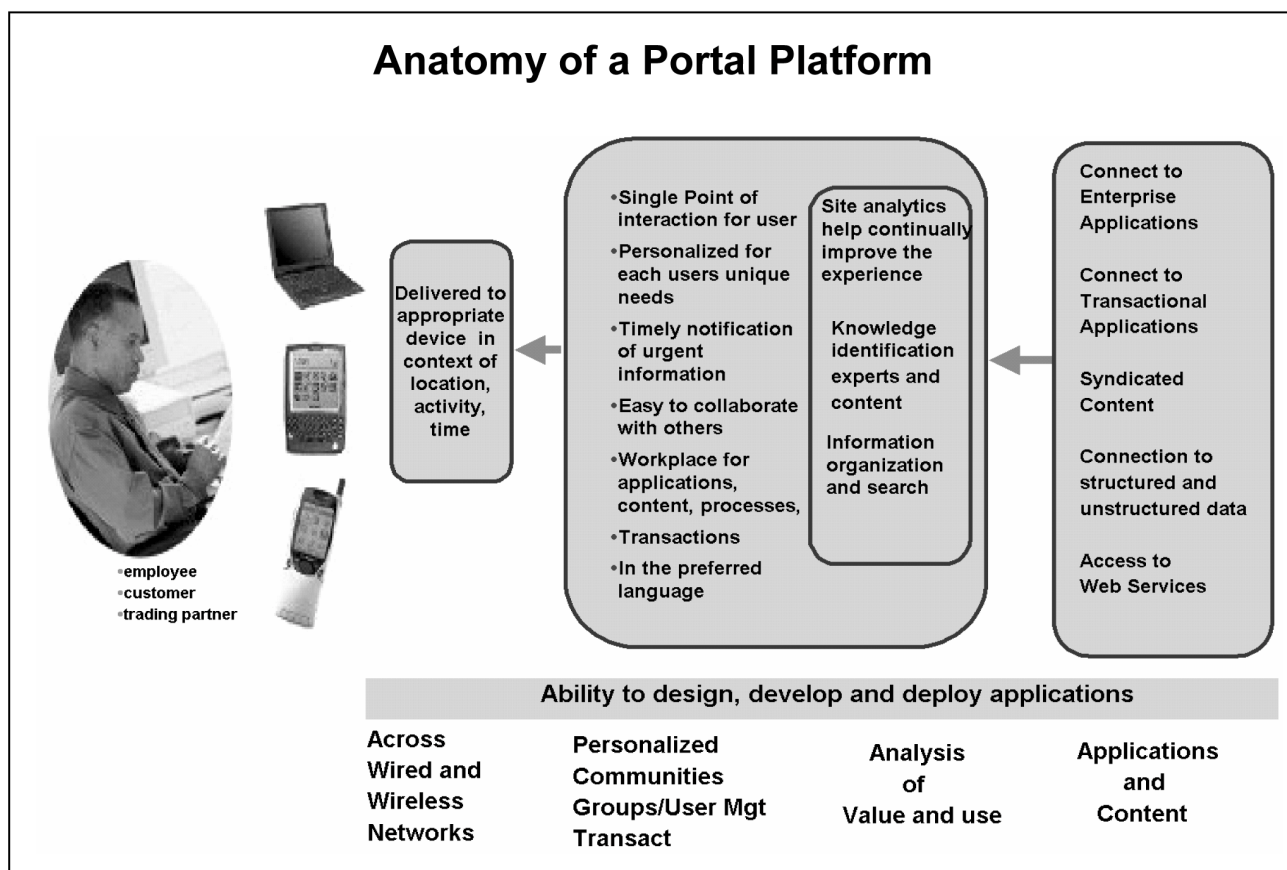 Anatomy of a Portal Platform
•employee
•customer
•trading partner
Delivered to
appropriate
device in
context of
location,
activity,
time
•Single Point of
interaction for user
•Personalized for
each users unique
needs
•Timely notification
of urgent
information
•Easy to collaborate
with others
•Workplace for
applications,
content, processes,
•Transactions
•In the preferred
language
Site analytics
help continually
improve the
experience
Knowledge
identification
experts and
content
Information
organization
and search
Connect to
Enterprise
Applications
Connect to
Transactional
Applications
Syndicated
Content
Connection to
structured and
unstructured data
Access to
Web Services
Ability to design, develop and deploy applications
Across
Wired and
Wireless
Networks
Personalized
Communities
Groups/User Mgt
Transact
Analysis
of
Value and use
Applications
and
Content